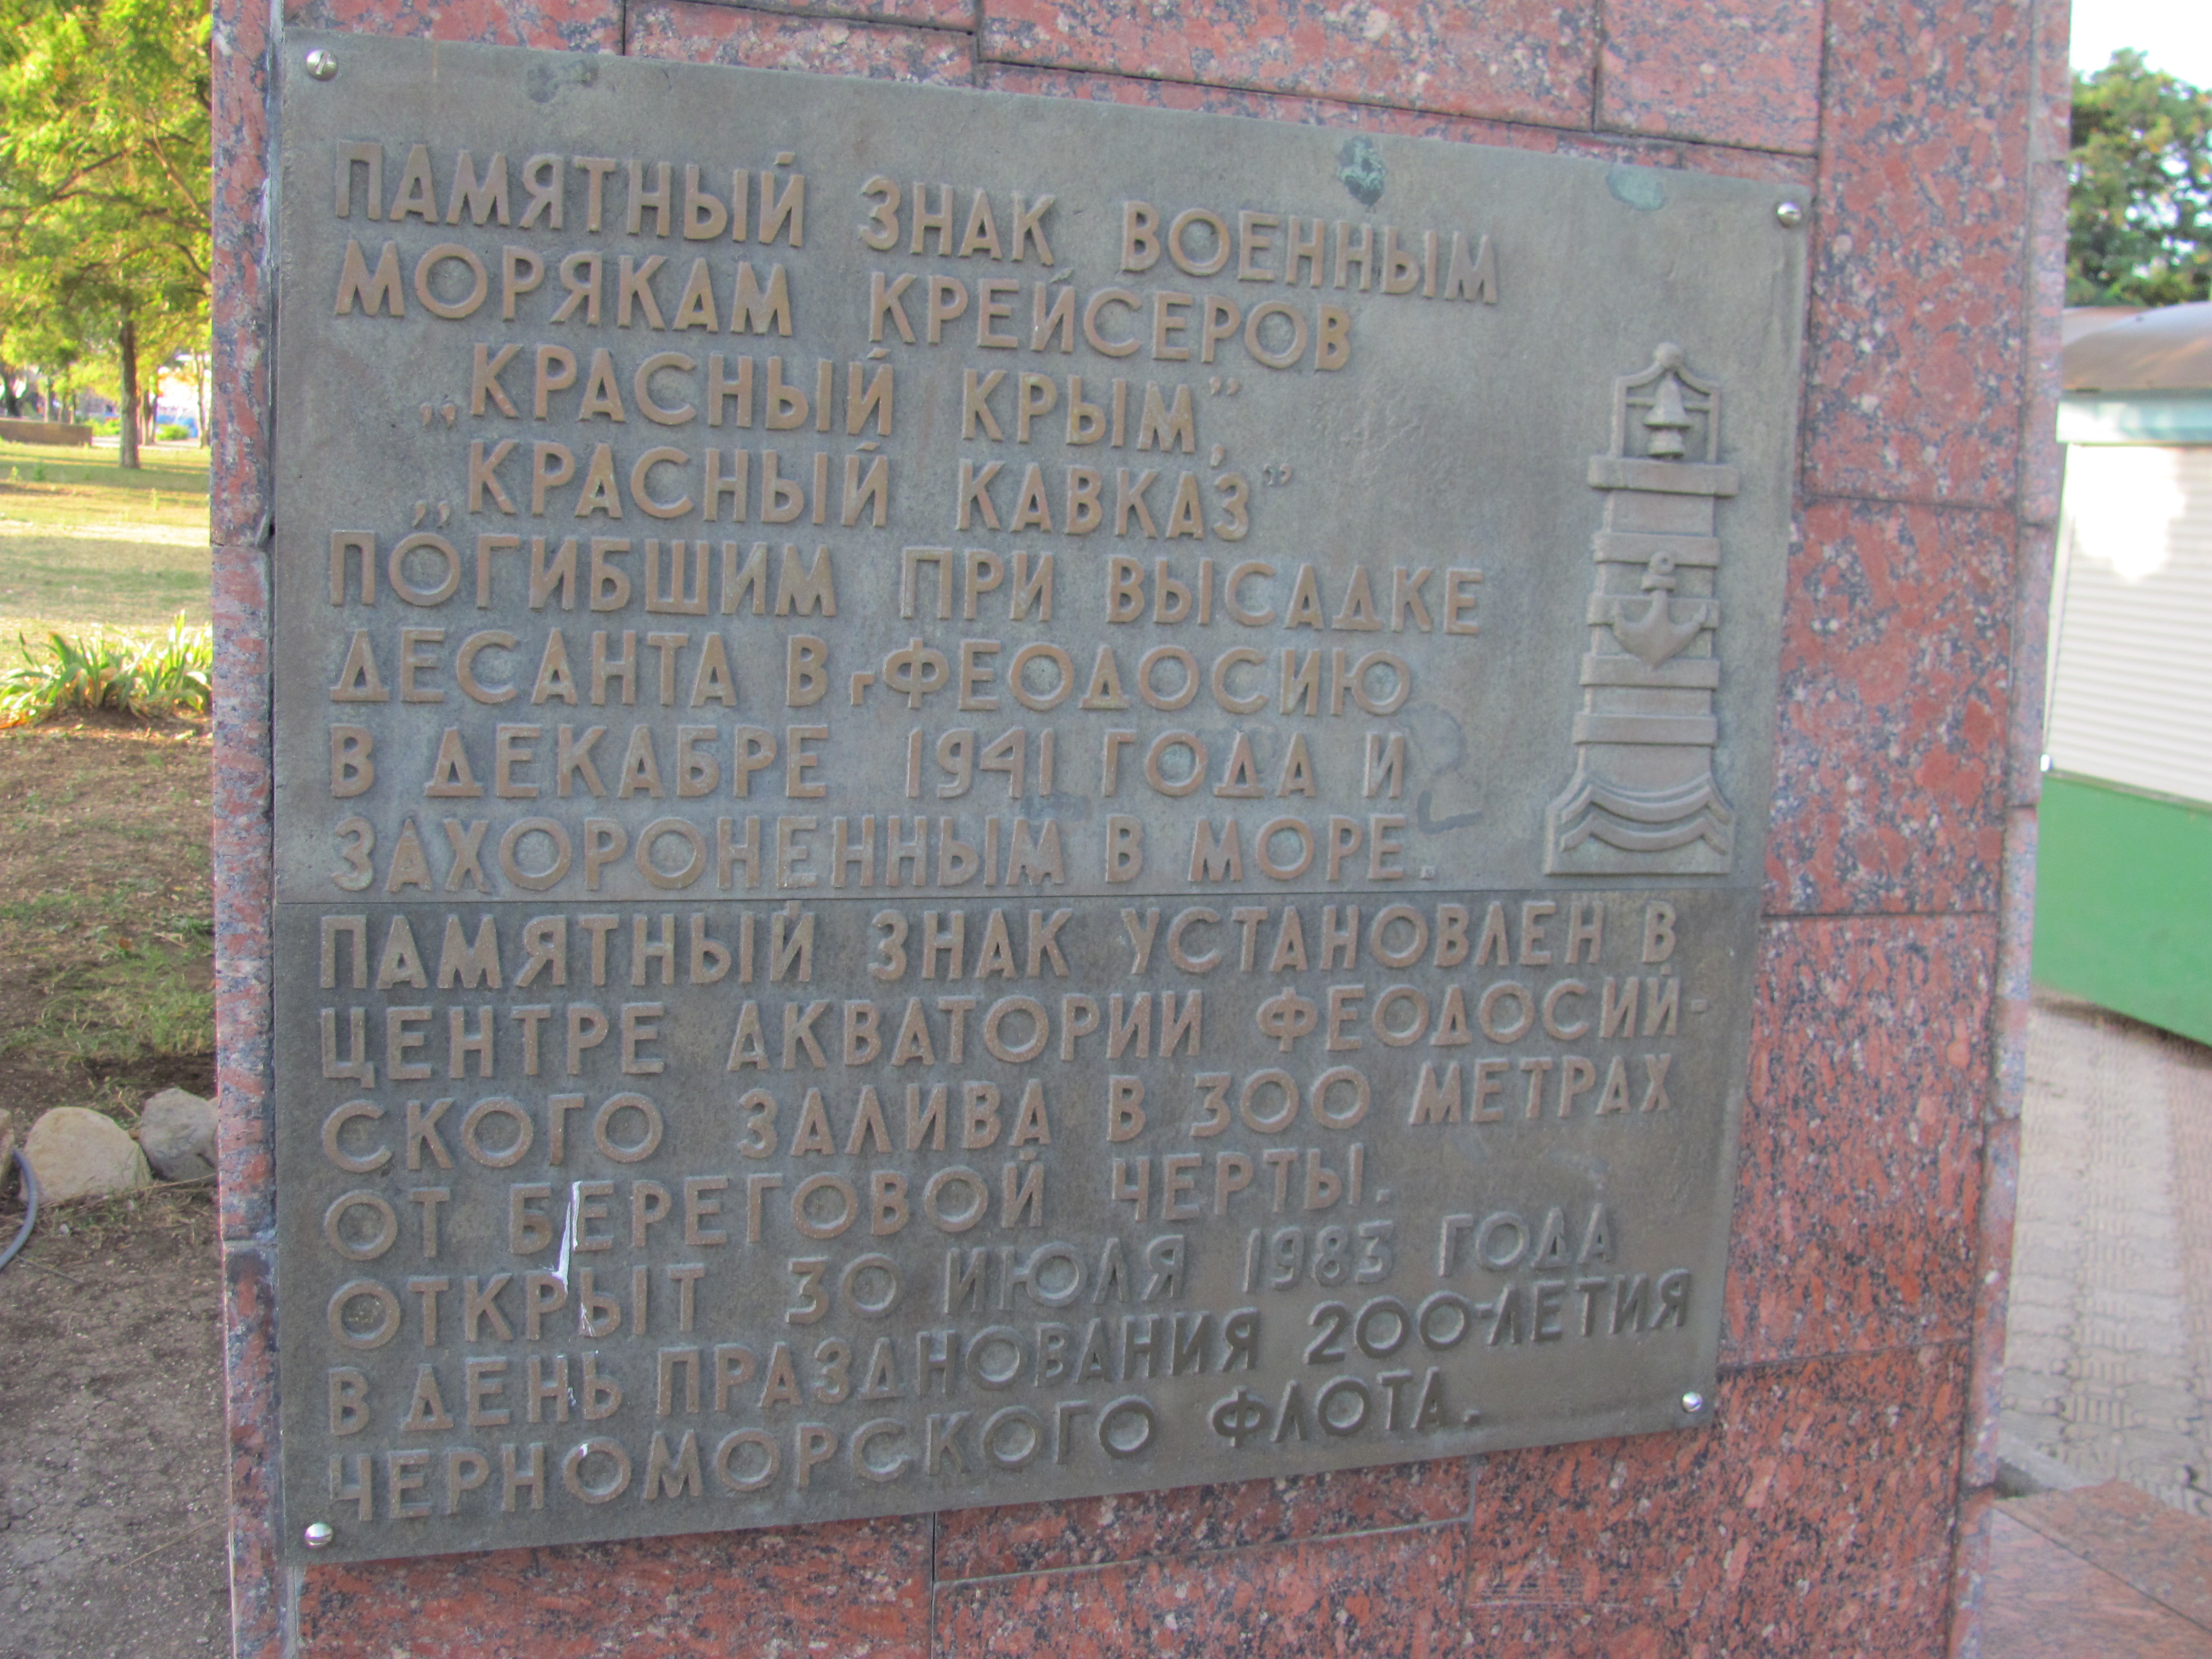 ПАМЯТНЫЙ ЗНАК ВОЕННЫМ
МОРЯКАМ КРЕЙСЕРОВ
„КРАСНЫЙ КРЫМ”,
„КРАСНЫЙ КАВКАЗ”
ПОГИБШИМ ПРИ ВЫСАДКЕ
ДЕСАНТА В г ФЕОДОСИЮ
В ДЕКАБРЕ 1941 ГОДА И
ЗАХОРОНЕННЫМ В МОРЕ.
ПАМЯТНЫЙ ЗНАК УСТАНОВЛЕН В
ЦЕНТРЕ АКВАТОРИИ ФЕОДОСИЙ-
СКОГО ЗАЛИВА В 300 МЕТРАХ
ОТ БЕРЕГОВОЙ ЧЕРТЫ.
ОТКРЫТ 30 ИЮЛЯ 1983 ГОДА
В ДЕНЬ ПРАЗДНОВАНИЯ 200-ЛЕТИЯ
ЧЕРНОМОРСКОГО ФЛОТА.